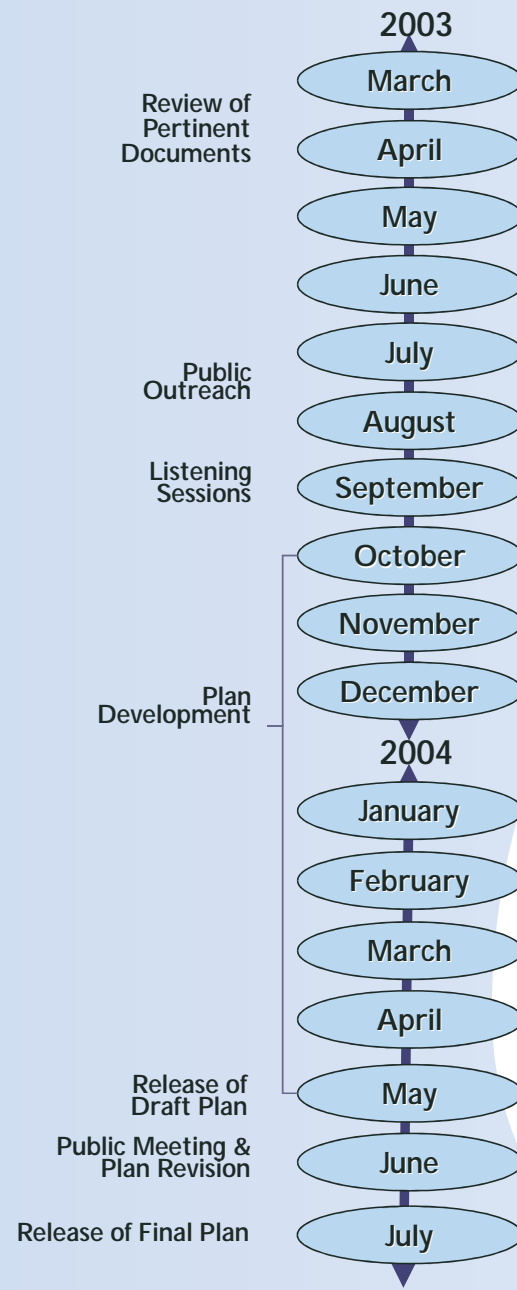 2003
March
Review of
Pertinent
Documents
April
May
June
July
Public
Outreach
August
Listening
Sessions
September
October
November
December
Plan
Development
2004
January
February
March
April
May
Release of
Draft Plan
Public Meeting &
Plan Revision
June
Release of Final Plan
July